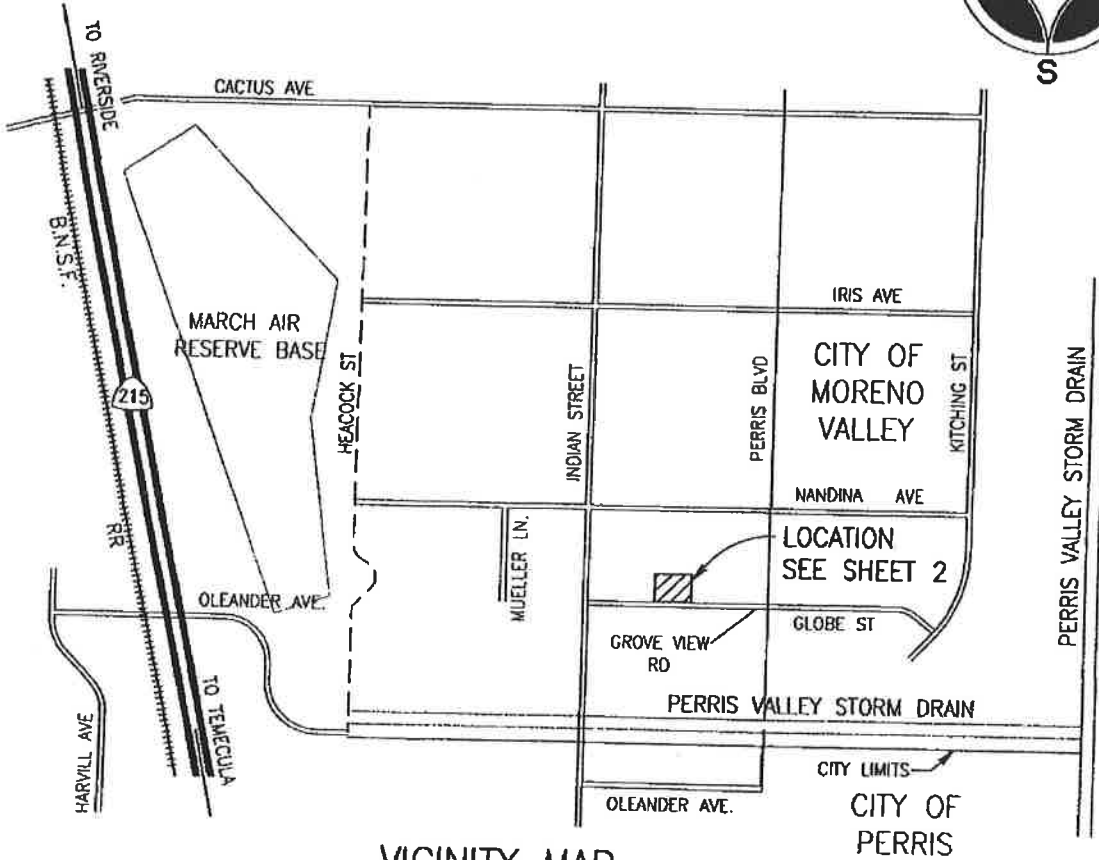 S
TO RIVERSIDE
CACTUS AVE
B.N.S.F.
RR
MARCH AIR
RESERVE BASE
215
HEACOCK ST
IRIS AVE
INDIAN STREET
PERRIS BLVD
CITY OF
MORENO
VALLEY
KITCHING ST
PERRIS VALLEY STORM DRAIN
NANDINA AVE
MUELLER LN.
LOCATION
SEE SHEET 2
OLEANDER AVE.
GROVE VIEW
RD
GLOBE ST
HARVILL AVE
TO TEMECULA
PERRIS VALLEY STORM DRAIN
CITY LIMITS
OLEANDER AVE.
CITY OF
PERRIS
VICINITY MAP